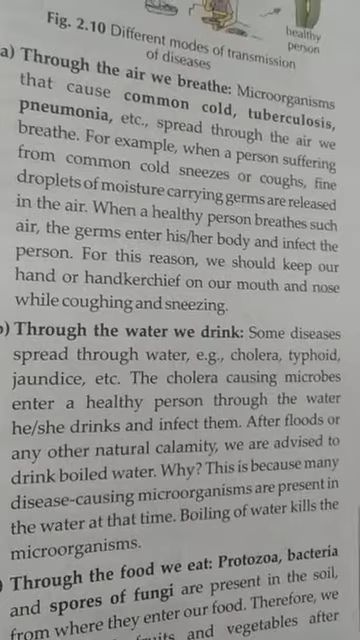 healthy
person
Fig. 2.10 Different modes of transmission
of diseases
a) Through the air we breathe: Microorganisms
that cause common cold, tuberculosis,
pneumonia, etc., spread through the air we
breathe. For example, when a person suffering
from common cold sneezes or coughs, fine
droplets of moisture carrying germs are released
in the air. When a healthy person breathes such
air, the germs enter his/her body and infect the
person. For this reason, we should keep our
hand or handkerchief on our mouth and nose
while coughing and sneezing.
) Through the water we drink: Some diseases
spread through water, e.g., cholera, typhoid,
jaundice, etc. The cholera causing microbes
enter a healthy person through the water
he/she drinks and infect them. After floods or
any other natural calamity, we are advised to
drink boiled water. Why? This is because many
disease-causing microorganisms are present in
the water at that time. Boiling of water kills the
microorganisms.
) Through the food we eat: Protozoa, bacteria
and spores of fungi are present in the soil,
from where they enter our food. Therefore, we
and vegetables after